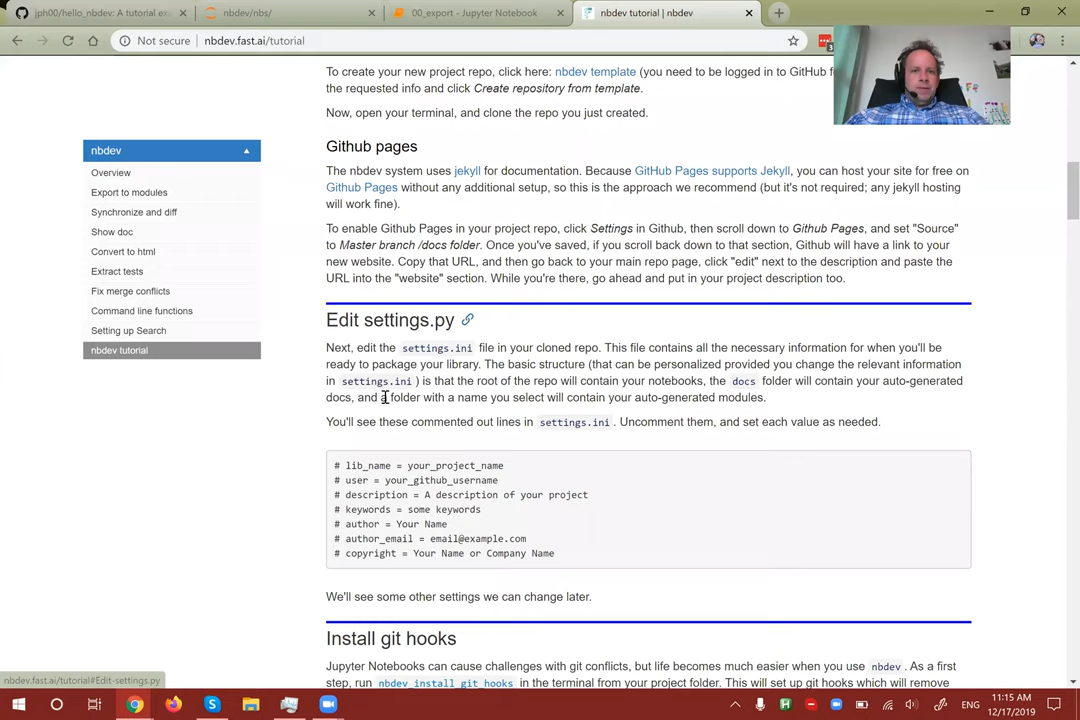 jph00/hello_nbdev: A tutorial exa
nbdev/nbs/
00_export - Jupyter Notebook
nbdev tutorial | nbdev
Not secure | nbdev.fast.ai/tutorial
3
To create your new project repo, click here: nbdev template (you need to be logged in to GitHub f
the requested info and click Create repository from template.
Now, open your terminal, and clone the repo you just created.
Github pages
The nbdev system uses jekyll for documentation. Because GitHub Pages supports Jekyll, you can host your site for free on
Github Pages without any additional setup, so this is the approach we recommend (but it's not required; any jekyll hosting
will work fine).
To enable Github Pages in your project repo, click Settings in Github, then scroll down to Github Pages, and set "Source"
to Master branch /docs folder. Once you've saved, if you scroll back down to that section, Github will have a link to your
new website. Copy that URL, and then go back to your main repo page, click "edit" next to the description and paste the
URL into the "website" section. While you're there, go ahead and put in your project description too.
nbdev
Overview
Export to modules
Synchronize and diff
Show doc
Convert to html
Extract tests
Fix merge conflicts
Command line functions
Setting up Search
nbdev tutorial
Edit settings.py
Next, edit the settings.ini file in your cloned repo. This file contains all the necessary information for when you'll be
ready to package your library. The basic structure (that can be personalized provided you change the relevant information
in settings.ini ) is that the root of the repo will contain your notebooks, the docs folder will contain your auto-generated
docs, and a folder with a name you select will contain your auto-generated modules.
You'll see these commented out lines in settings.ini . Uncomment them, and set each value as needed.
# lib_name = your_project_name
# user = your_github_username
# description = A description of your project
# keywords = some keywords
# author = Your Name
# author_email = email@example.com
# copyright = Your Name or Company Name
We'll see some other settings we can change later.
Install git hooks
Jupyter Notebooks can cause challenges with git conflicts, but life becomes much easier when you use nbdev . As a first
step, run nbdev_install_git_hooks in the terminal from your project folder. This will set up git hooks which will remove
nbdev.fast.ai/tutorial#Edit-settings.py
ENG
11:15 AM
12/17/2019